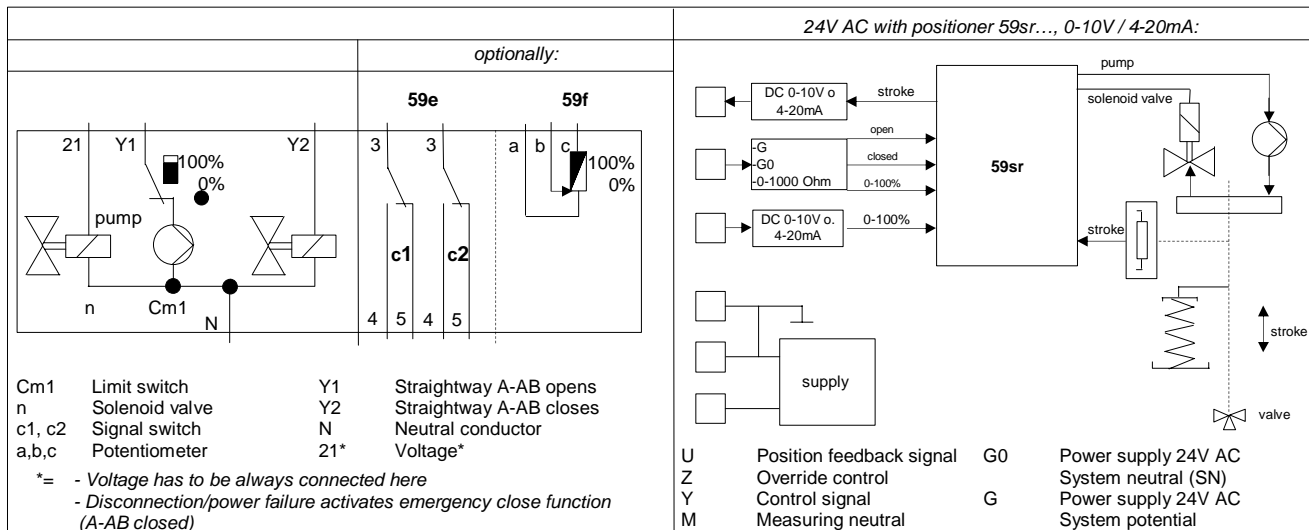 24V AC with positioner 59sr…, 0-10V / 4-20mA:
optionally:
59e
59f
21
Y1
Y2
3
3
a
b
c
100%
0%
100%
0%
pump
c1
c2
n
Cm1
N
4
5
4
5
Cm1 Limit switch Y1 Straightway A-AB opens
n Solenoid valve Y2 Straightway A-AB closes
c1, c2 Signal switch N Neutral conductor
a,b,c Potentiometer 21* Voltage*
*= - Voltage has to be always connected here
- Disconnection/power failure activates emergency close function
(A-AB closed)
pump
DC 0-10V o
4-20mA
stroke
solenoid valve
-G
-G0
-0-1000 Ohm
open
closed
0-100%
59sr
DC 0-10V o.
4-20mA
0-100%
stroke
stroke
supply
valve
U Position feedback signal G0 Power supply 24V AC
Z Override control System neutral (SN)
Y Control signal G Power supply 24V AC
M Measuring neutral System potential